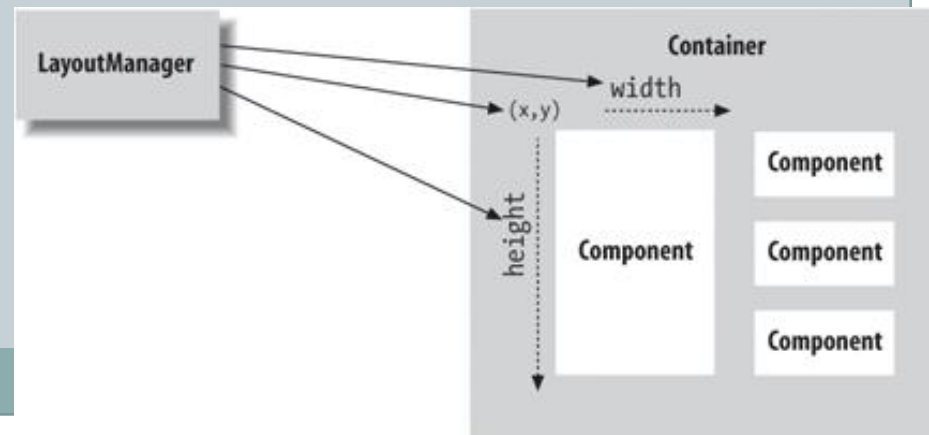 LayoutManager
Container
width
(x,y)
height
Component
Component
Component
Component